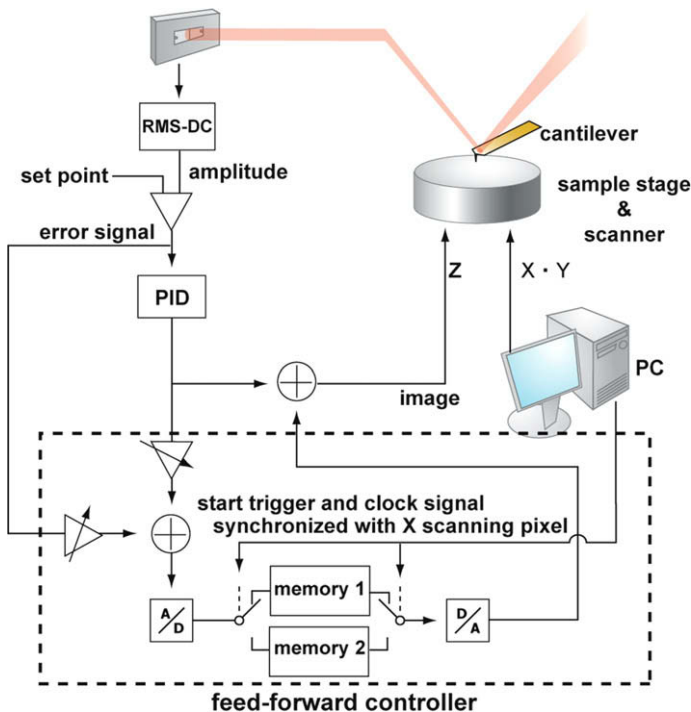 RMS-DC
cantilever
set point
amplitude
sample stage
&
scanner
error signal
Z
X · Y
PID
PC
image
start trigger and clock signal
synchronized with X scanning pixel
memory 1
A/D
D/A
memory 2
feed-forward controller